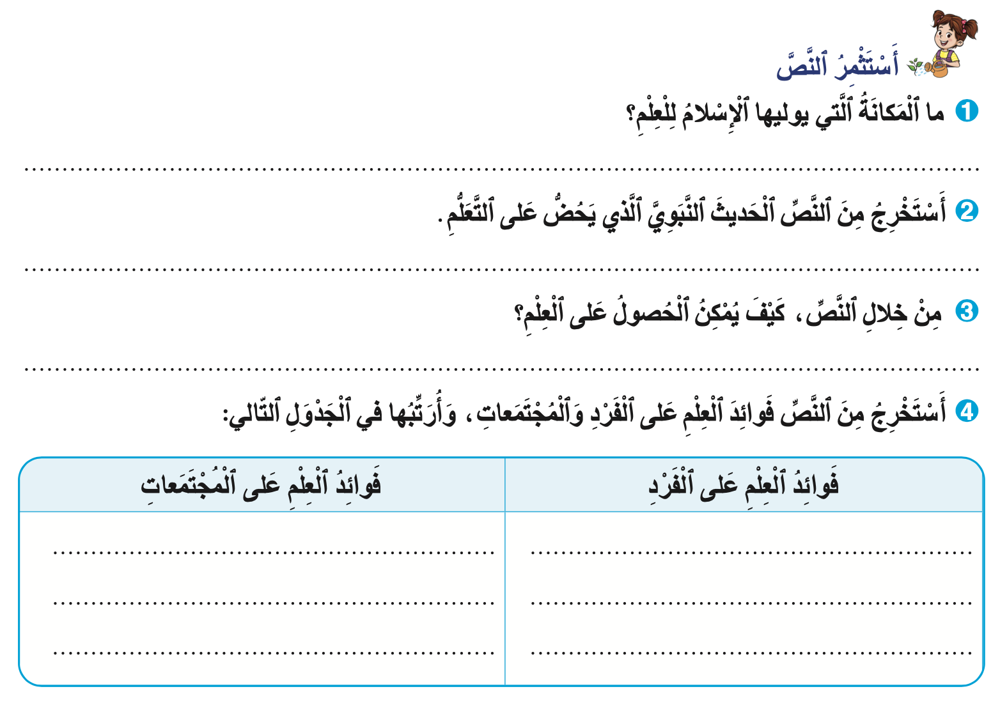 أَسْتَثْمِرُ ٱلنَّصَّ
1 ما ٱلْمَكانَةُ ٱلَّتي يوليها ٱلْإِسْلامُ لِلْعِلْمِ؟
2 أَسْتَخْرِجُ مِنَ ٱلنَّصِّ ٱلْحَديثَ ٱلنَّبَوِيَّ ٱلَّذي يَحُضُّ عَلى ٱلتَّعَلُّمِ.
3 مِنْ خِلالِ ٱلنَّصِّ، كَيْفَ يُمْكِنُ ٱلْحُصولُ عَلى ٱلْعِلْمِ؟
4 أَسْتَخْرِجُ مِنَ ٱلنَّصِّ فَوائِدَ ٱلْعِلْمِ عَلى ٱلْفَرْدِ وَٱلْمُجْتَمَعاتِ، وَأُرَتِّبُها في ٱلْجَدْوَلِ ٱلتّالي:
فَوائِدُ ٱلْعِلْمِ عَلى ٱلْفَرْدِ
فَوائِدُ ٱلْعِلْمِ عَلى ٱلْمُجْتَمَعاتِ